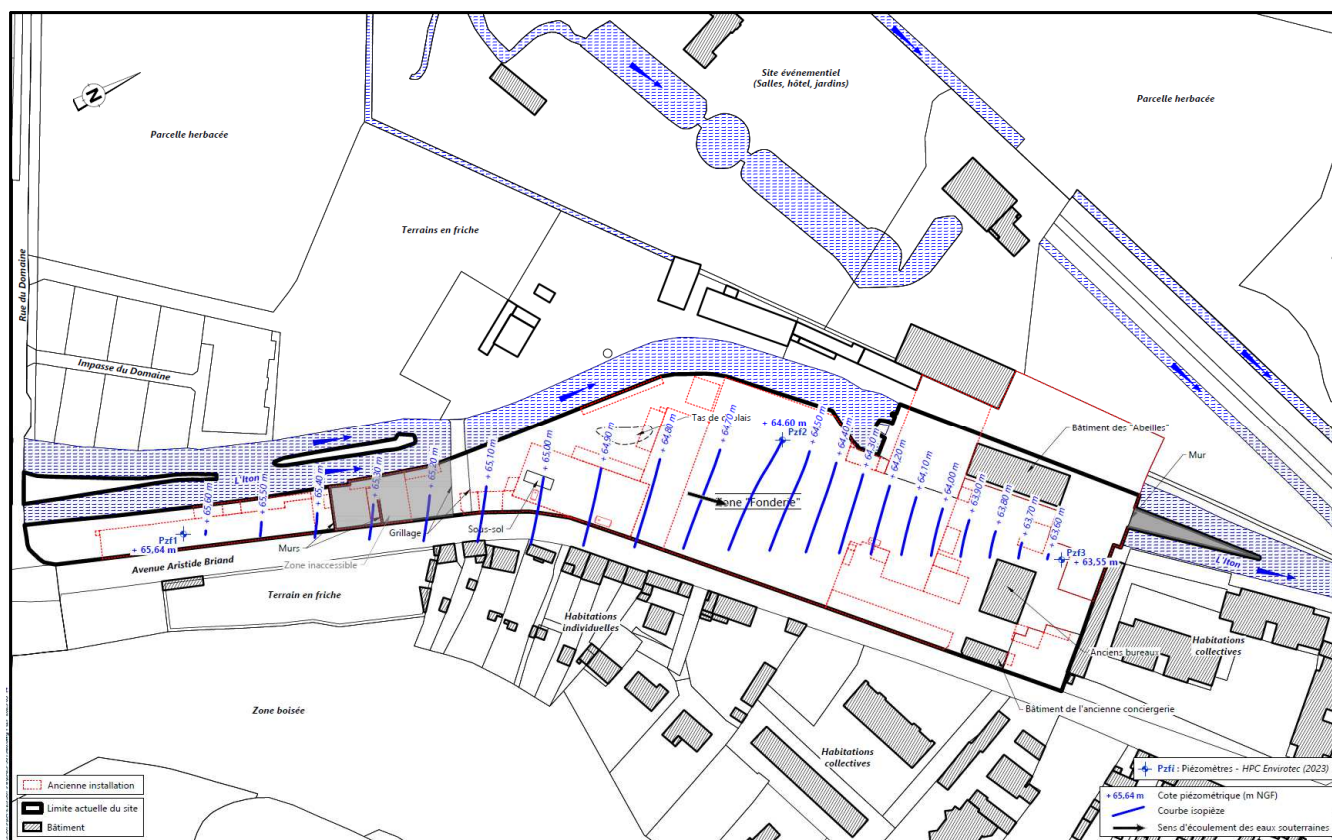 Site événementiel
(Salles, hôtel, jardins)
Parcelle herbacée
N
Parcelle herbacée
Terrains en friche
Rue du Domaine
Impasse du Domaine
L'Iton
Tas de
+ 64.60 m
Pzf2
+ 65,60 m
+ 65,50 m
+ 65,40 m
+ 65,30 m
+ 65,20 m
+ 65,10 m
+ 65,00 m
+ 64,90 m
+ 64,80 m
+ 64,70 m
+ 64,50 m
+ 64,40 m
+ 64,30 m
+ 64,20 m
+ 64,10 m
+ 64,00 m
+ 63,90 m
+ 63,80 m
+ 63,70 m
+ 63,60 m
Bâtiment des "Abeilles"
Mur
Zone "Fonderie"
Pzf1
+ 65,64 m
Grillage
Sous-sol
Murs
Zone inaccessible
Avenue Aristide Briand
Terrain en friche
Pzf3
+ 63,55 m
L'Iton
Habitations
individuelles
Habitations
collectives
Anciens bureaux
Zone boisée
Bâtiment de l'ancienne conciergerie
Habitations
collectives
Ancienne installation
Limite actuelle du site
Bâtiment
Pzfi : Piézomètres - HPC Envirotec (2023)
+ 65.64 m Cote piézométrique (m NGF)
Courbe isopièze
Sens d'écoulement des eaux souterraines